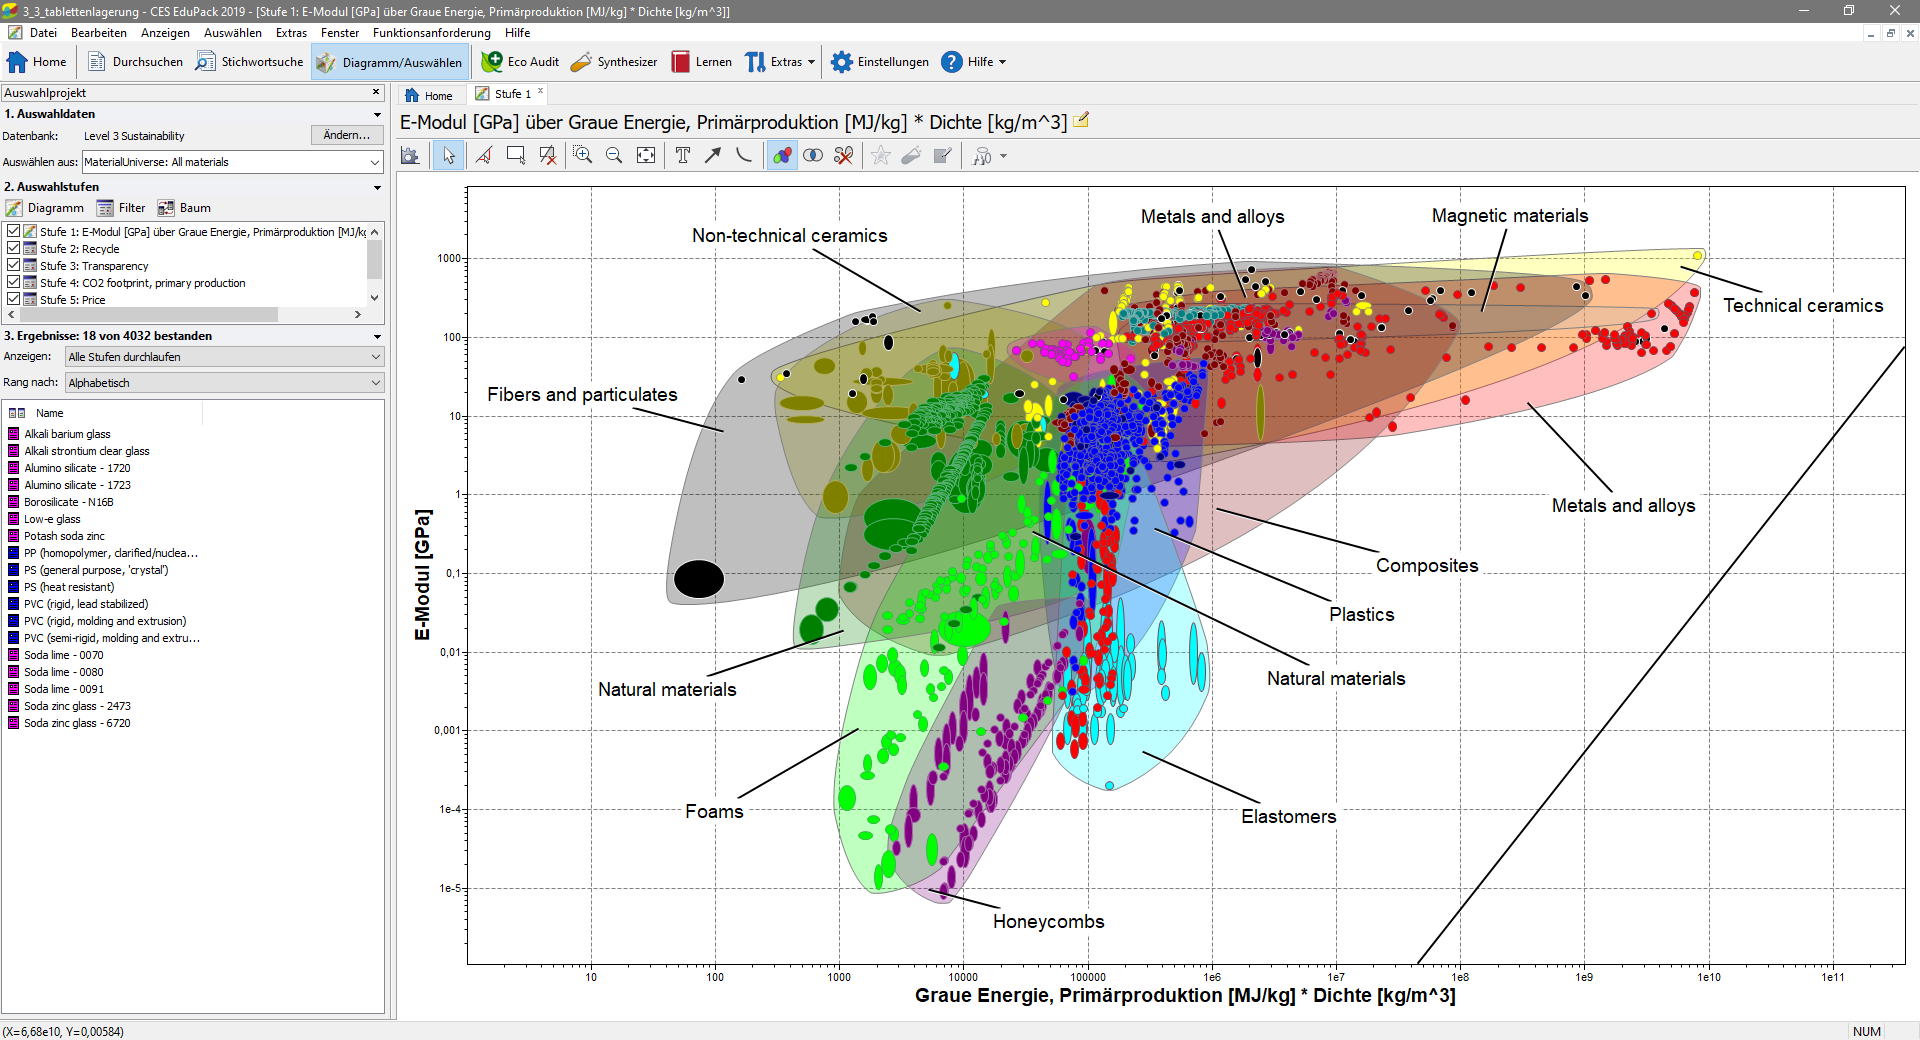 3_3_tablettenlagerung - CES EduPack 2019 - [Stufe 1: E-Modul [GPa] über Graue Energie, Primärproduktion [MJ/kg] * Dichte [kg/m^3]]
Datei Bearbeiten Anzeigen Auswählen Extras Fenster Funktionsanforderung Hilfe
Home Durchsuchen Stichwortsuche Diagramm/Auswählen Eco Audit Synthesizer Lernen Extras Einstellungen Hilfe
Auswahlprojekt
1. Auswahldaten
Datenbank: Level 3 Sustainability Ändern...
Auswählen aus: MaterialUniverse: All materials
2. Auswahlstufen
Diagramm Filter Baum
Stufe 1: E-Modul [GPa] über Graue Energie, Primärproduktion [MJ/kg
Stufe 2: Recycle
Stufe 3: Transparency
Stufe 4: CO2 footprint, primary production
Stufe 5: Price
3. Ergebnisse: 18 von 4032 bestanden
Anzeigen: Alle Stufen durchlaufen
Rang nach: Alphabetisch
Name
Alkali barium glass
Alkali strontium clear glass
Alumino silicate - 1720
Alumino silicate - 1723
Borosilicate - N16B
Low-e glass
Potash soda zinc
PP (homopolymer, clarified/nuclea...
PS (general purpose, 'crystal')
PS (heat resistant)
PVC (rigid, lead stabilized)
PVC (rigid, molding and extrusion)
PVC (semi-rigid, molding and extru...
Soda lime - 0070
Soda lime - 0080
Soda lime - 0091
Soda zinc glass - 2473
Soda zinc glass - 6720
Home Stufe 1
E-Modul [GPa] über Graue Energie, Primärproduktion [MJ/kg] * Dichte [kg/m^3]
Metals and alloys
Magnetic materials
Non-technical ceramics
Technical ceramics
Fibers and particulates
Metals and alloys
Composites
Plastics
Natural materials
Natural materials
Foams
Elastomers
Honeycombs
E-Modul [GPa]
1000
100
10
1
0,1
0,01
0,001
1e-4
1e-5
10 100 1000 10000 100000 1e6 1e7 1e8 1e9 1e10 1e11
Graue Energie, Primärproduktion [MJ/kg] * Dichte [kg/m^3]
(X=6,68e10, Y=0,00584)
NUM